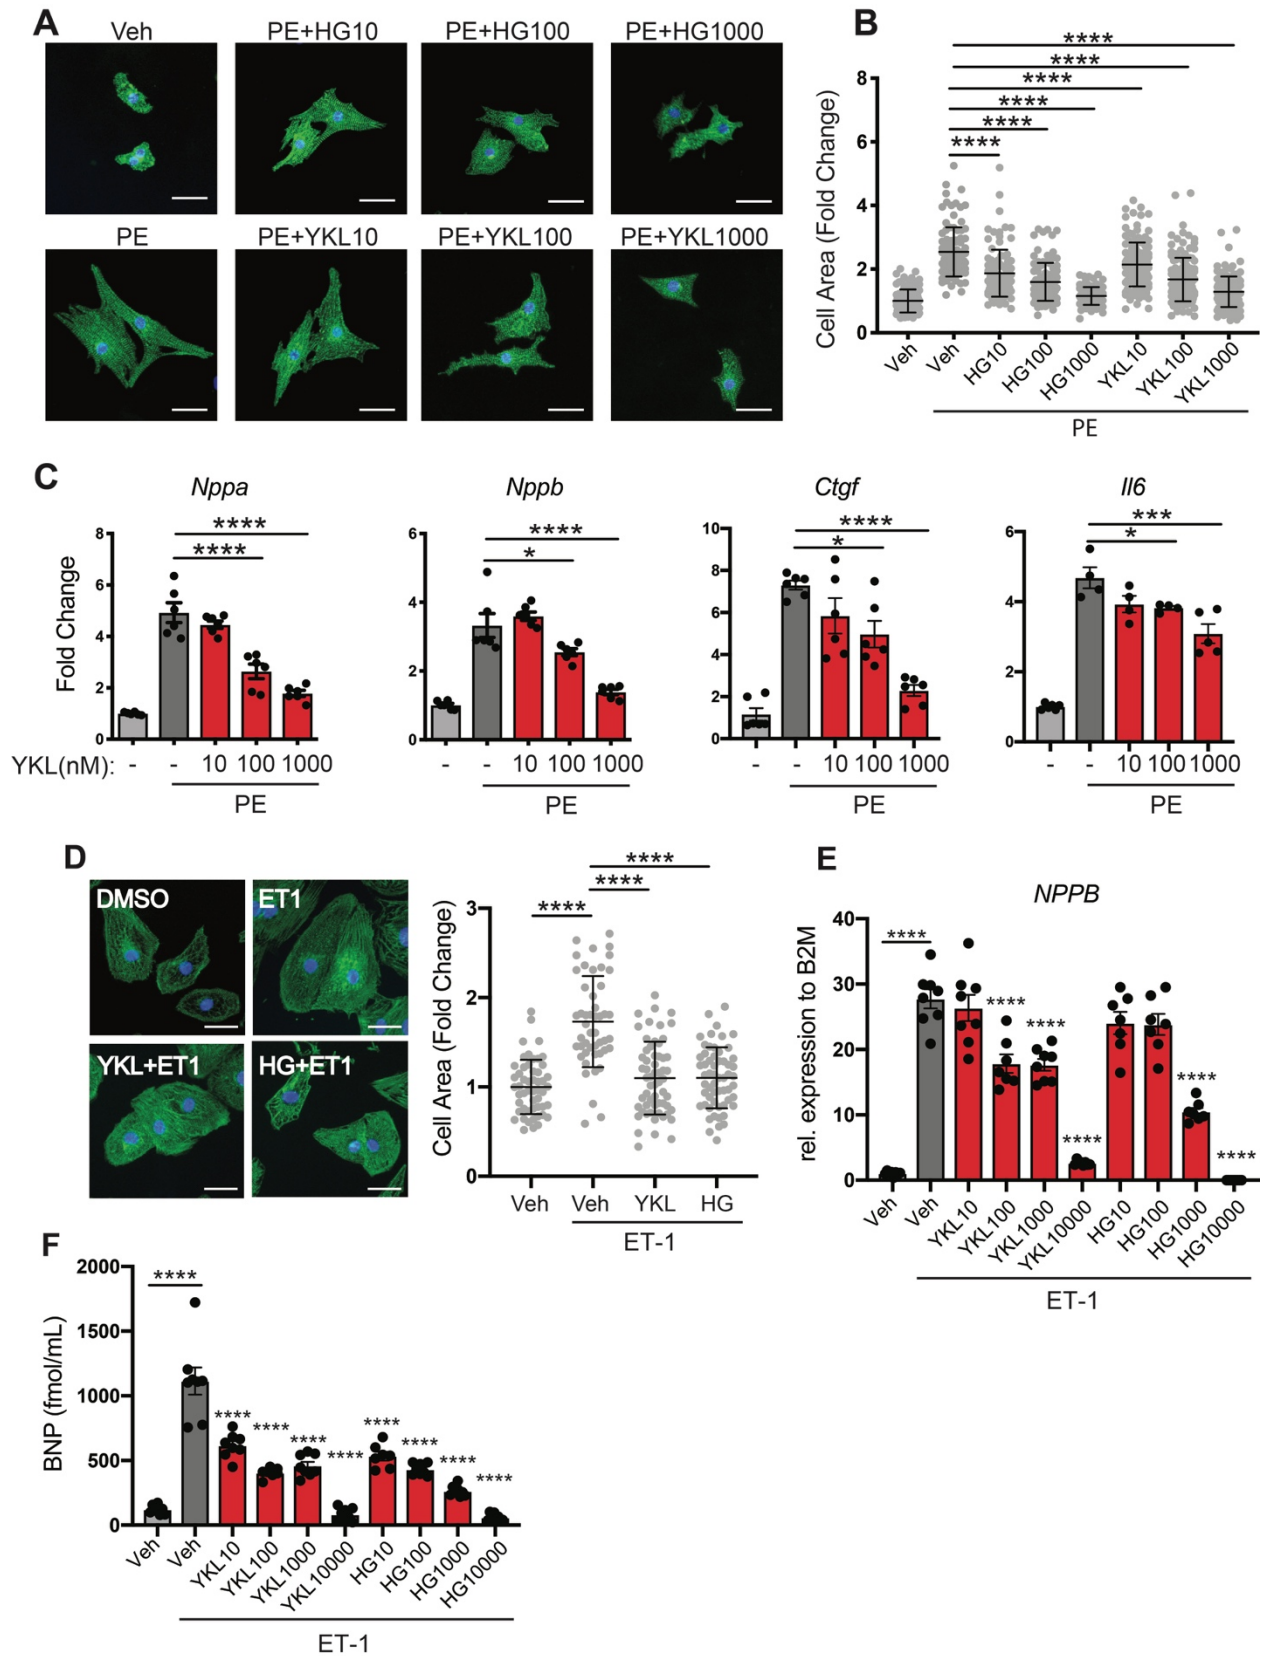 A
Veh
PE+HG10
PE+HG100
PE+HG1000
PE
PE+YKL10
PE+YKL100
PE+YKL1000
B
****
****
****
****
****
****
Cell Area (Fold Change)
8
6
4
2
0
Veh
Veh
HG10
HG100
HG1000
YKL10
YKL100
YKL1000
PE
C
Nppa
Nppb
Ctgf
Il6
Fold Change
8
6
4
2
0
****
****
6
4
2
0
****
*
10
8
6
4
2
0
****
*
6
4
2
0
***
*
YKL(nM): - - 10 100 1000
- - 10 100 1000
- - 10 100 1000
- - 10 100 1000
PE
PE
PE
PE
D
DMSO
ET1
YKL+ET1
HG+ET1
Cell Area (Fold Change)
3
2
1
0
****
****
****
Veh
Veh
YKL
HG
ET-1
E
NPPB
rel. expression to B2M
40
30
20
10
0
****
****
****
****
****
****
Veh
Veh
YKL10
YKL100
YKL1000
YKL10000
HG10
HG100
HG1000
HG10000
ET-1
F
BNP (fmol/mL)
2000
1500
1000
500
0
****
****
****
****
****
****
****
****
****
Veh
Veh
YKL10
YKL100
YKL1000
YKL10000
HG10
HG100
HG1000
HG10000
ET-1